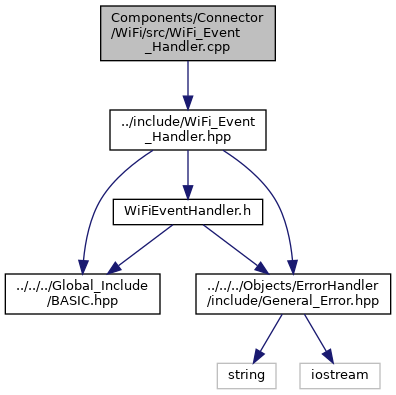 Components/Connector
/WiFi/src/WiFi_Event
_Handler.cpp
../include/WiFi_Event
_Handler.hpp
WiFiEventHandler.h
../../../Global_Include
/BASIC.hpp
../../../Objects/ErrorHandler
/include/General_Error.hpp
string
iostream